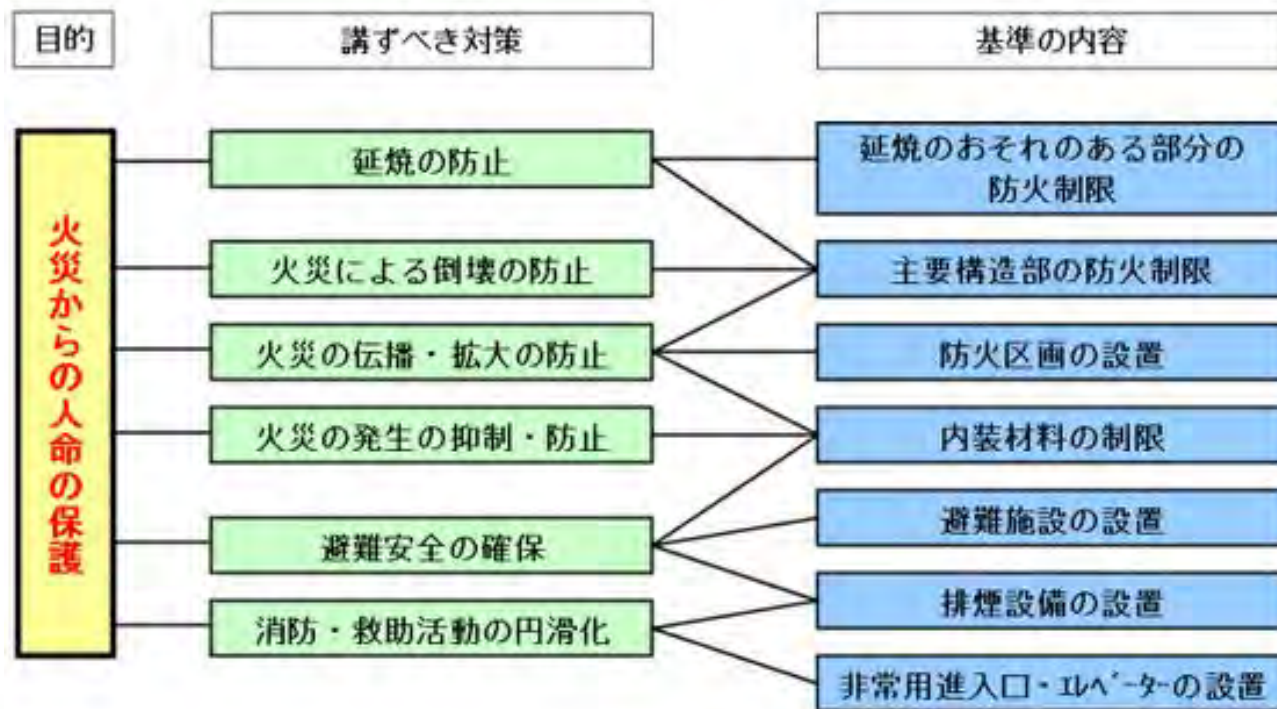 目的
講ずべき対策
基準の内容
火災からの人命の保護
延焼の防止
火災による倒壊の防止
火災の伝播・拡大の防止
火災の発生の抑制・防止
避難安全の確保
消防・救助活動の円滑化
延焼のおそれのある部分の
防火制限
主要構造部の防火制限
防火区画の設置
内装材料の制限
避難施設の設置
排煙設備の設置
非常用進入口・ｴﾚﾍﾞｰﾀｰの設置